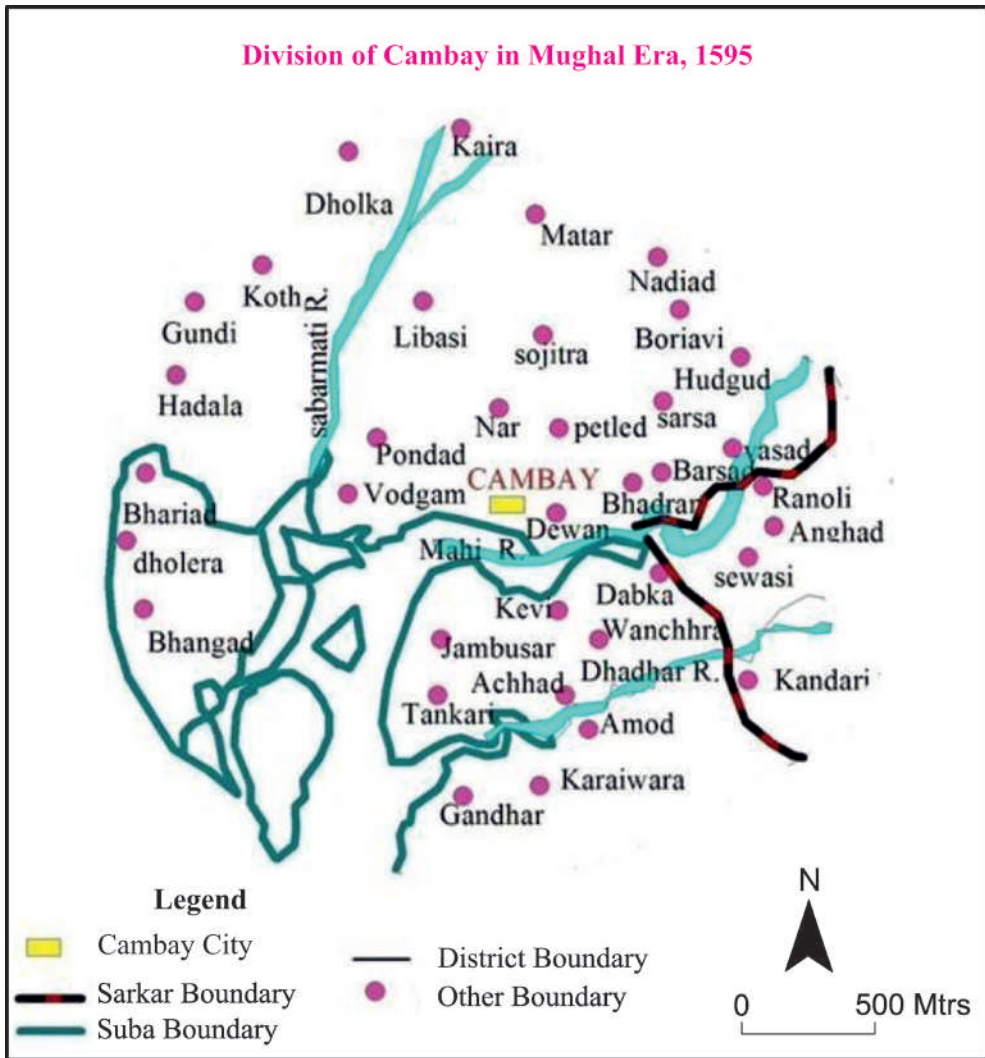 Division of Cambay in Mughal Era, 1595
Kaira
Dholka
Matar
Nadiad
Koth
Gundi
sabarmati R.
Libasi
sojitra
Boriavi
Hudgud
Hadala
Nar
petled
sarsa
Pondad
yasad
CAMBAY
Barsad
Bhariad
Vodgam
Bhadran
Ranoli
Dewan
Anghad
dholera
Mahi R.
sewasi
Dabka
Kevi
Bhangad
Jambusar
Wanchhra
Dhadhar R.
Achhad
Kandari
Tankari
Amod
Karaiwara
Gandhar
N
Legend
Cambay City
District Boundary
Sarkar Boundary
Other Boundary
Suba Boundary
0 500 Mtrs